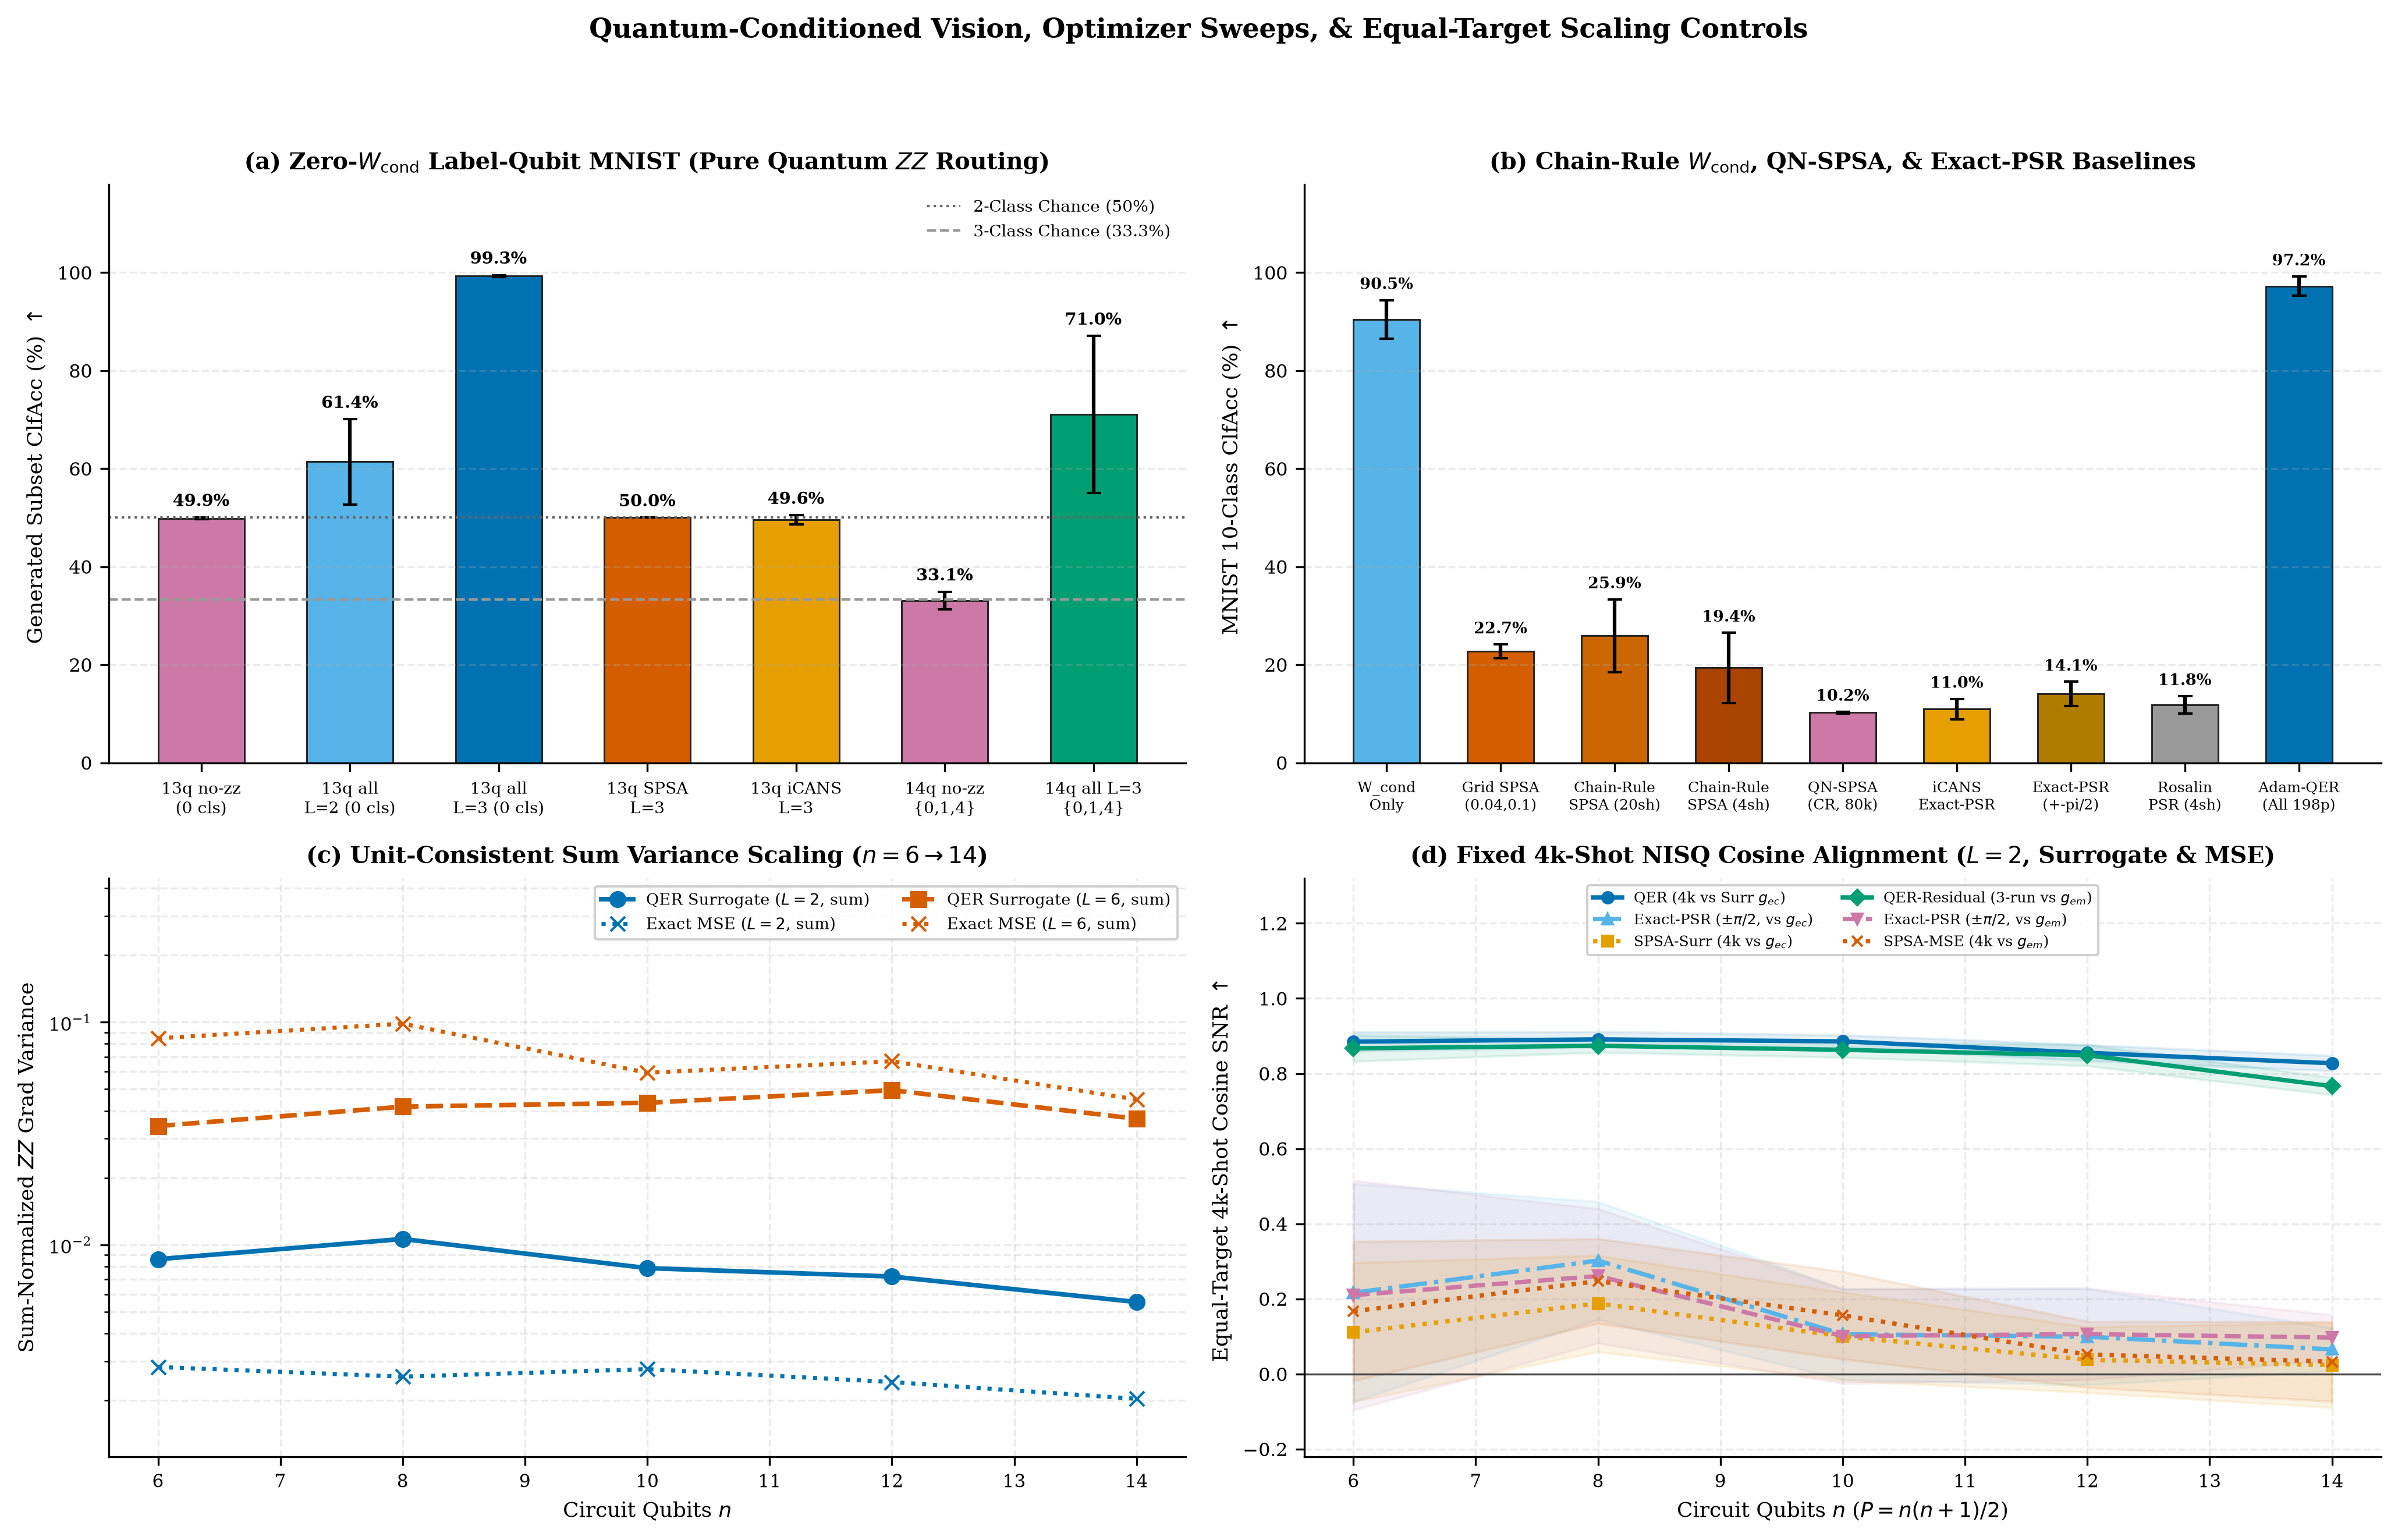 Quantum-Conditioned Vision, Optimizer Sweeps, & Equal-Target Scaling Controls
(a) Zero-W_cond Label-Qubit MNIST (Pure Quantum ZZ Routing)
Generated Subset ClfAcc (%) ↑
100
80
60
40
20
0
2-Class Chance (50%)
3-Class Chance (33.3%)
49.9%
61.4%
99.3%
50.0%
49.6%
33.1%
71.0%
13q no-zz
(0 cls)
13q all
L=2 (0 cls)
13q all
L=3 (0 cls)
13q SPSA
L=3
13q iCANS
L=3
14q no-zz
{0,1,4}
14q all L=3
{0,1,4}
(b) Chain-Rule W_cond, QN-SPSA, & Exact-PSR Baselines
MNIST 10-Class ClfAcc (%) ↑
100
80
60
40
20
0
90.5%
22.7%
25.9%
19.4%
10.2%
11.0%
14.1%
11.8%
97.2%
W_cond
Only
Grid SPSA
(0.04,0.1)
Chain-Rule
SPSA (20sh)
Chain-Rule
SPSA (4sh)
QN-SPSA
(CR, 80k)
iCANS
Exact-PSR
Exact-PSR
(+-pi/2)
Rosalin
PSR (4sh)
Adam-QER
(All 198p)
(c) Unit-Consistent Sum Variance Scaling (n = 6 → 14)
Sum-Normalized ZZ Grad Variance
10⁻¹
10⁻²
QER Surrogate (L = 2, sum)
Exact MSE (L = 2, sum)
QER Surrogate (L = 6, sum)
Exact MSE (L = 6, sum)
6 7 8 9 10 11 12 13 14
Circuit Qubits n
(d) Fixed 4k-Shot NISQ Cosine Alignment (L = 2, Surrogate & MSE)
Equal-Target 4k-Shot Cosine SNR ↑
1.2
1.0
0.8
0.6
0.4
0.2
0.0
−0.2
QER (4k vs Surr g_ec)
Exact-PSR (±π/2, vs g_ec)
SPSA-Surr (4k vs g_ec)
QER-Residual (3-run vs g_em)
Exact-PSR (±π/2, vs g_em)
SPSA-MSE (4k vs g_em)
6 7 8 9 10 11 12 13 14
Circuit Qubits n (P = n(n + 1)/2)